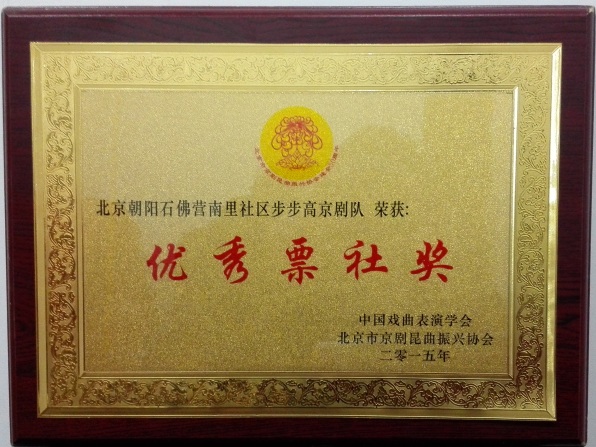 北京朝阳石佛营南里社区步步高京剧队 荣获:
优秀票社奖
中国戏曲表演学会
北京市京剧昆曲振兴协会
二零一五年